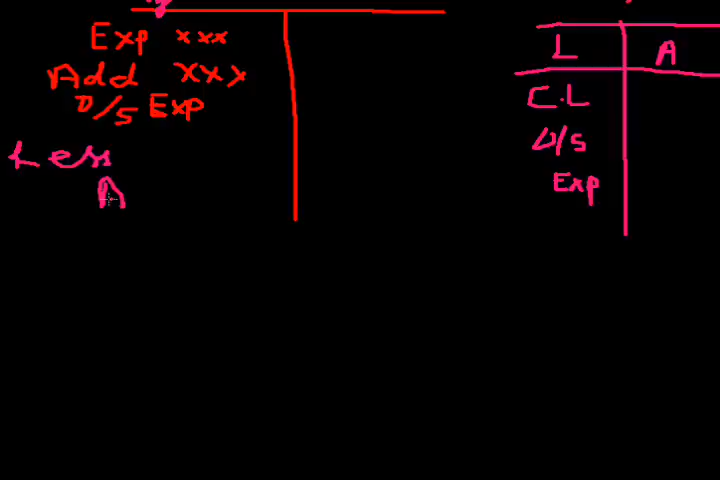 Exp xxx
Add xxx
O/S Exp
Less
L A
C.L
O/S
Exp